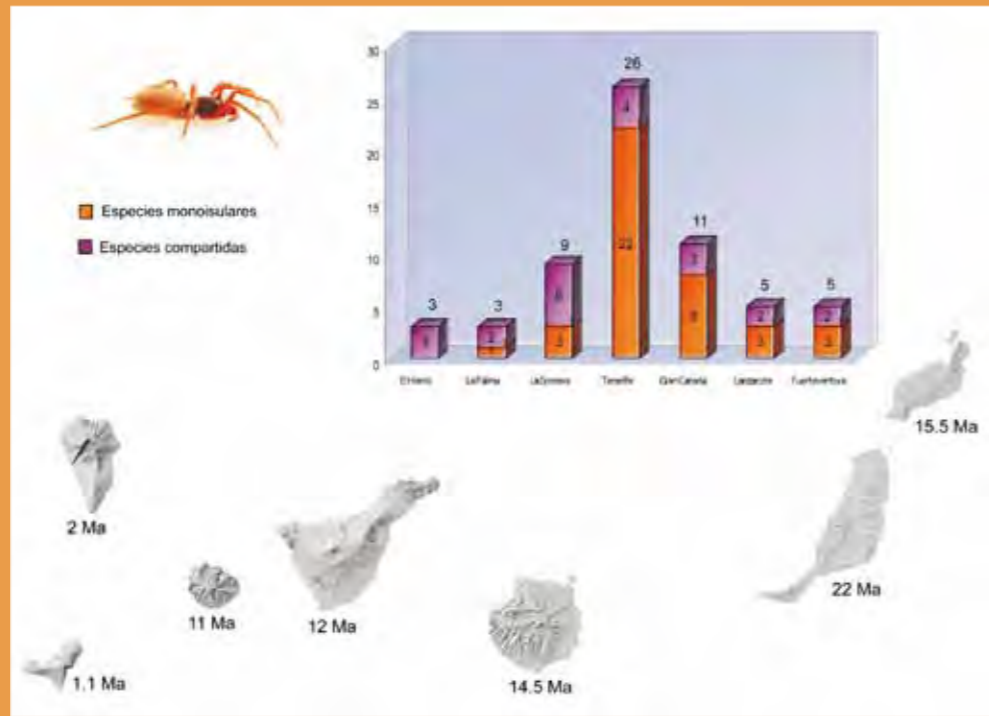 30
26
25
4
20
Especies monoisulares
Especies compartidas
15
22
11
10
9
3
6
8
5
5
5
3
3
2
2
3
2
3
1
3
3
0
El Hierro
La Palma
La Gomera
Tenerife
Gran Canaria
Lanzarote
Fuerteventura
15.5 Ma
2 Ma
22 Ma
11 Ma
12 Ma
14.5 Ma
1.1 Ma